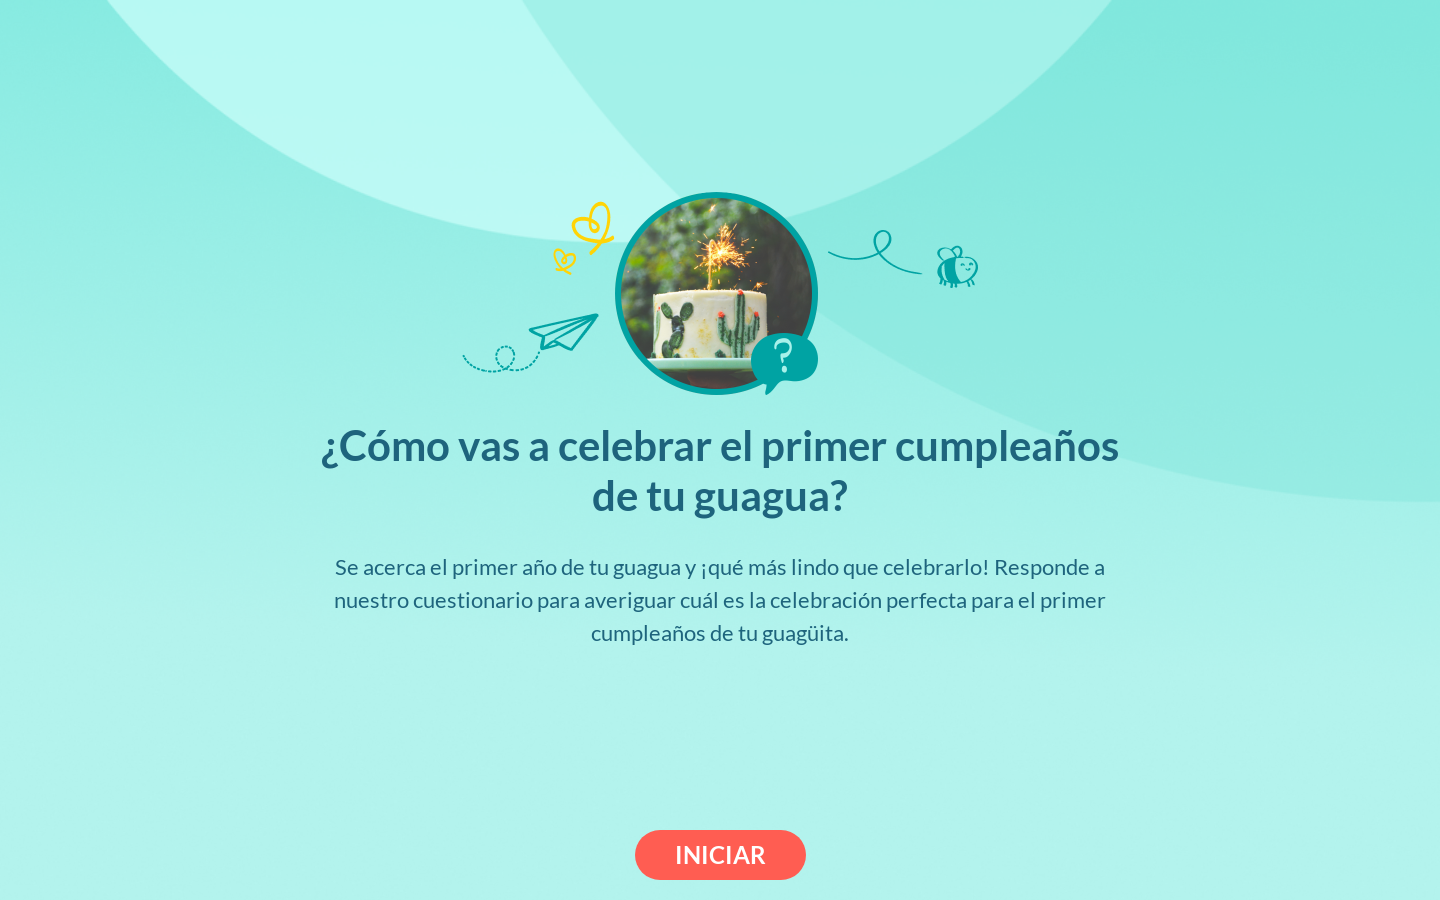 ¿Cómo vas a celebrar el primer cumpleaños
de tu guagua?
Se acerca el primer año de tu guagua y ¡qué más lindo que celebrarlo! Responde a
nuestro cuestionario para averiguar cuál es la celebración perfecta para el primer
cumpleaños de tu guagüita.
INICIAR